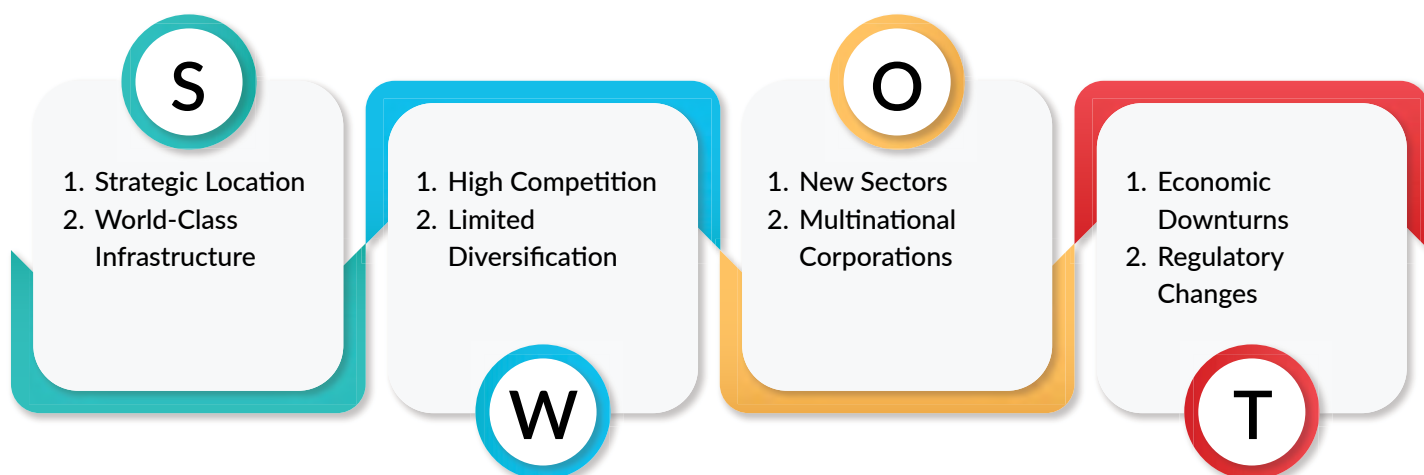 S
1. Strategic Location
2. World-Class
Infrastructure
1. High Competition
2. Limited
Diversification
W
O
1. New Sectors
2. Multinational
Corporations
1. Economic
Downturns
2. Regulatory
Changes
T